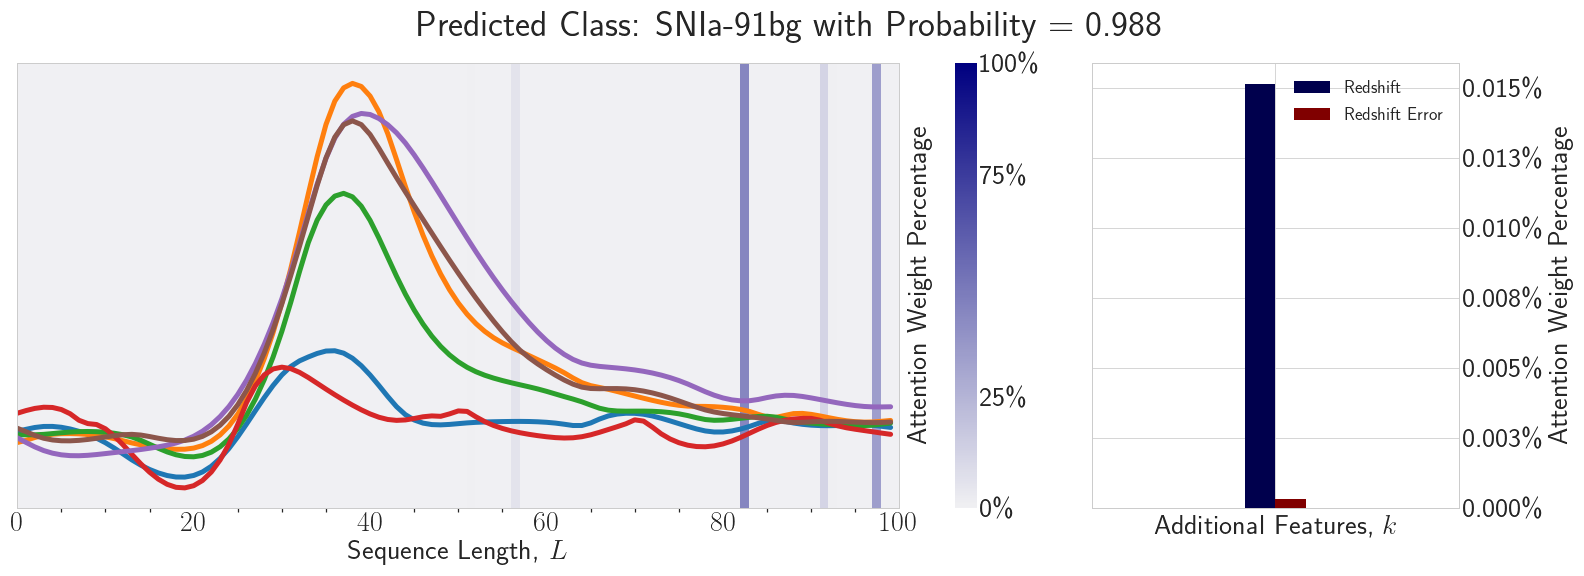 Predicted Class: SNIa-91bg with Probability = 0.988
0 20 40 60 80 100
Sequence Length, L
100%
75%
25%
0%
Attention Weight Percentage
Redshift
Redshift Error
0.015%
0.013%
0.010%
0.008%
0.005%
0.003%
0.000%
Attention Weight Percentage
Additional Features, k